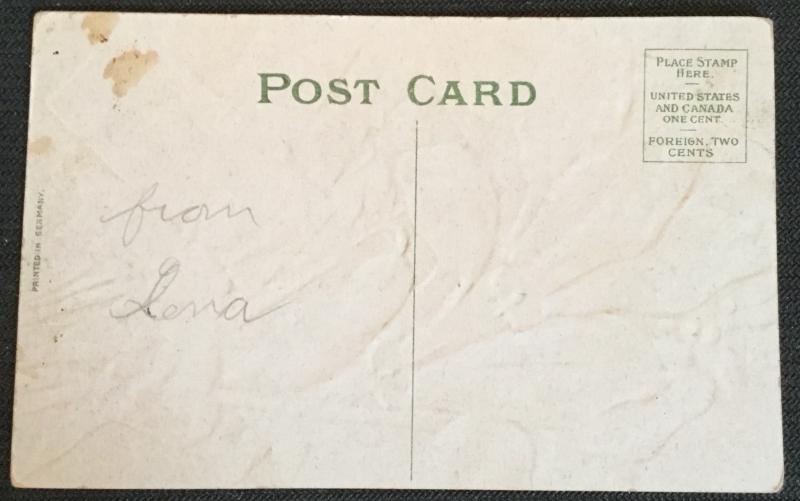 POST CARD
PLACE STAMP
HERE.
UNITED STATES
AND CANADA
ONE CENT
FOREIGN, TWO
CENTS
PRINTED IN GERMANY.
from
Lena